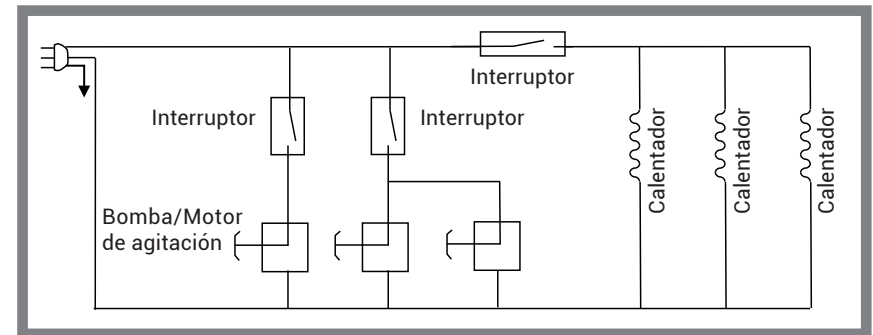 Interruptor
Interruptor
Interruptor
Bomba/Motor
de agitación
Calentador
Calentador
Calentador